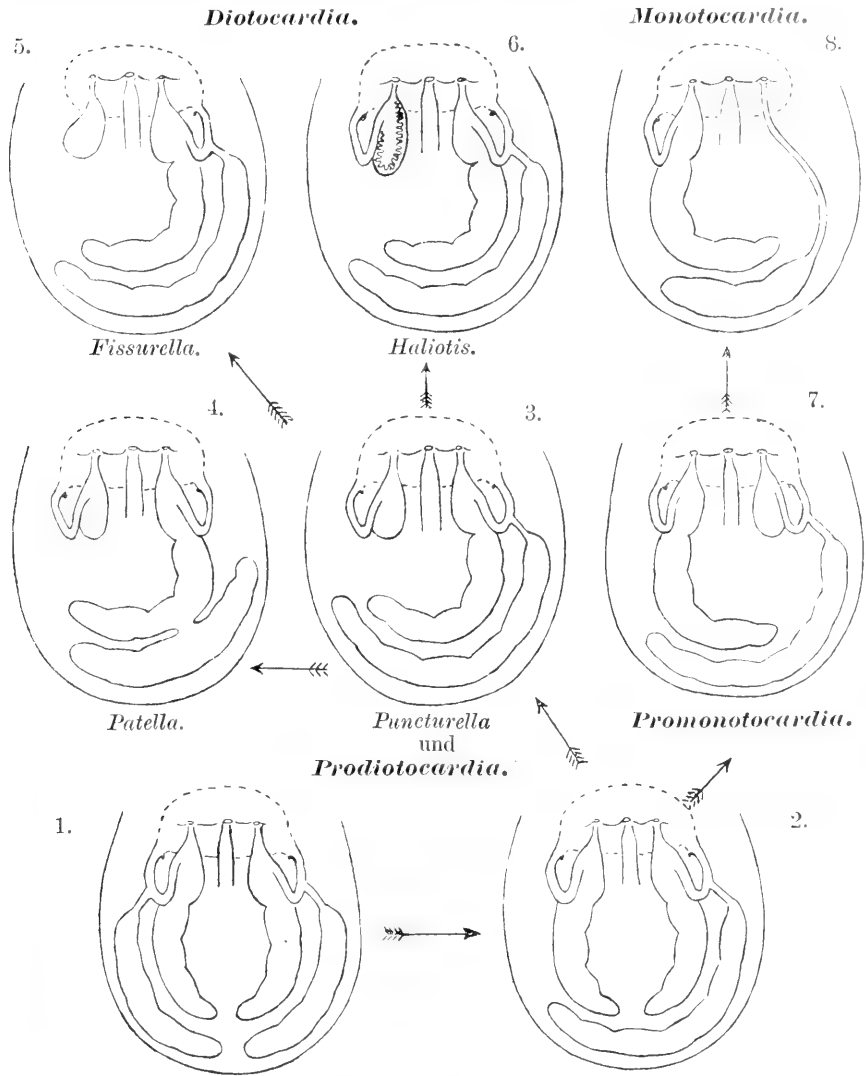 Diotocardia. Monotocardia.
5. 6. 8.
Fissurella. Haliotis.
4. 3. 7.
Patella. Puncturella Promonotocardia.
und
Prodiotocardia.
1. 2.